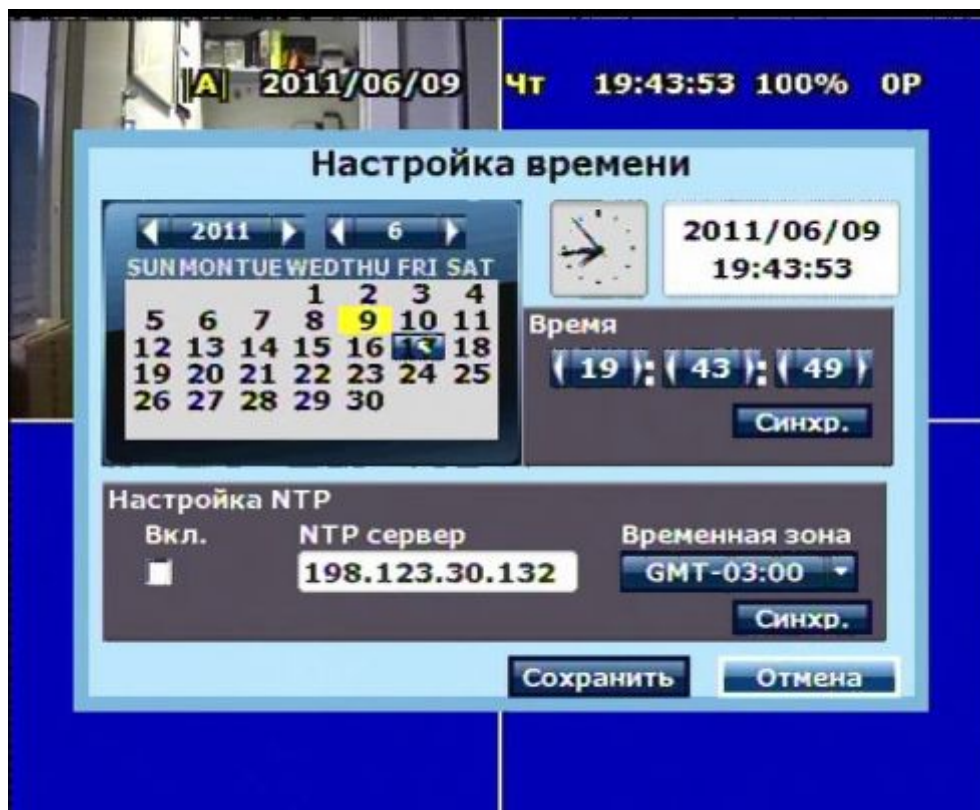 A 2011/06/09 Чт 19:43:53 100% 0P
Настройка времени
2011 6
SUN MON TUE WED THU FRI SAT
1 2 3 4
5 6 7 8 9 10 11
12 13 14 15 16 17 18
19 20 21 22 23 24 25
26 27 28 29 30
2011/06/09
19:43:53
Время
19 : 43 : 49
Синхр.
Настройка NTP
Вкл. NTP сервер Временная зона
198.123.30.132 GMT-03:00
Синхр.
Сохранить Отмена